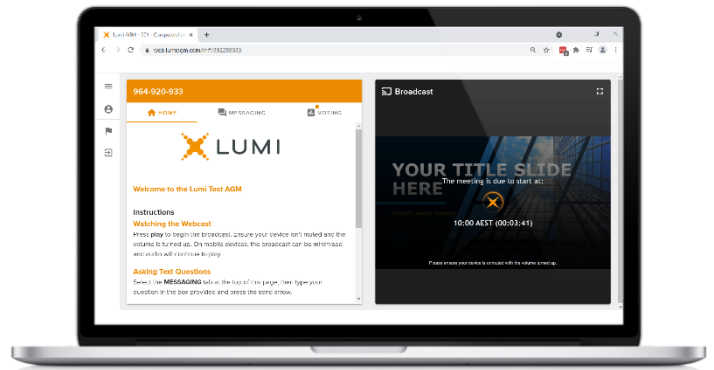 964-920-933
HOME
MESSAGING
VOTING
LUMI
Welcome to the Lumi Test AGM
Instructions
Watching the Webcast
Press play to begin the broadcast. Ensure your device isn't muted and the
volume is turned up. On mobile devices, the broadcast can be minimised
and audio will continue to play.
Asking Text Questions
Select the MESSAGING tab at the top of this page, then type your
question in the box provided and press the send arrow.
Broadcast
YOUR TITLE SLIDE
HERE
The meeting is due to start at:
10:00 AEST (00:03:41)
Please ensure your device is unmuted with the volume turned up.